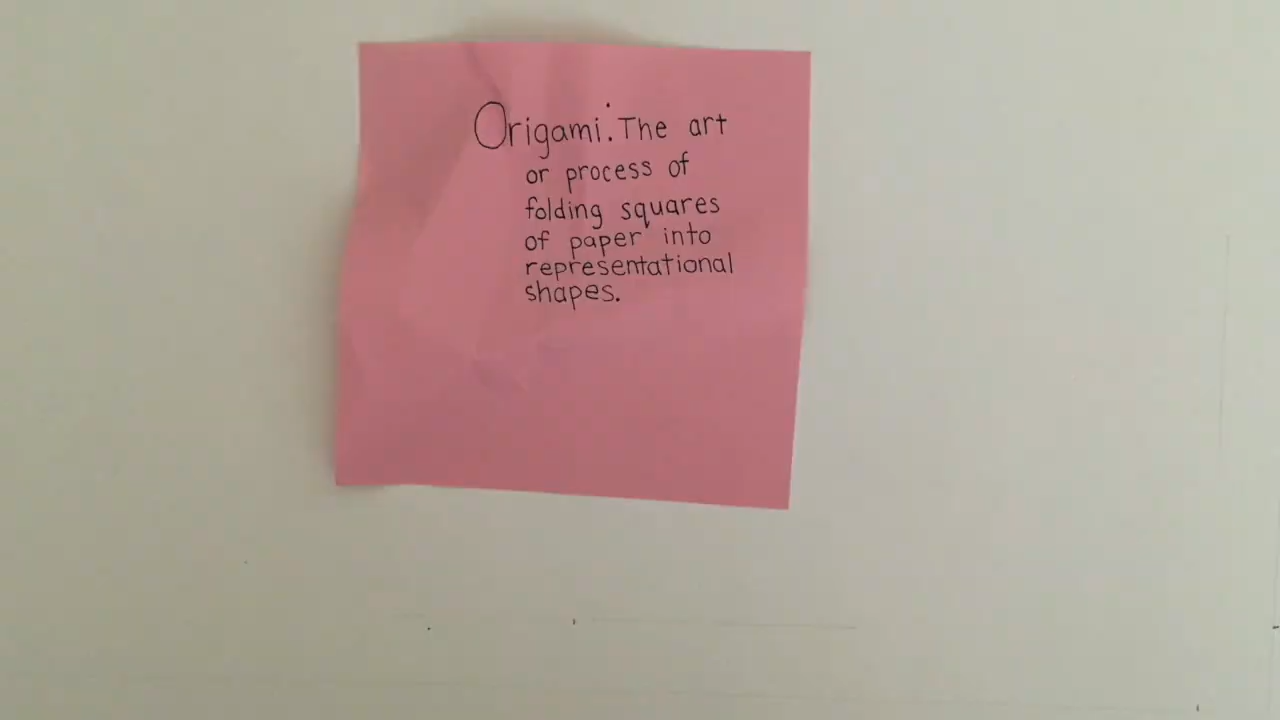 Origami: The art
or process of
folding squares
of paper into
representational
shapes.